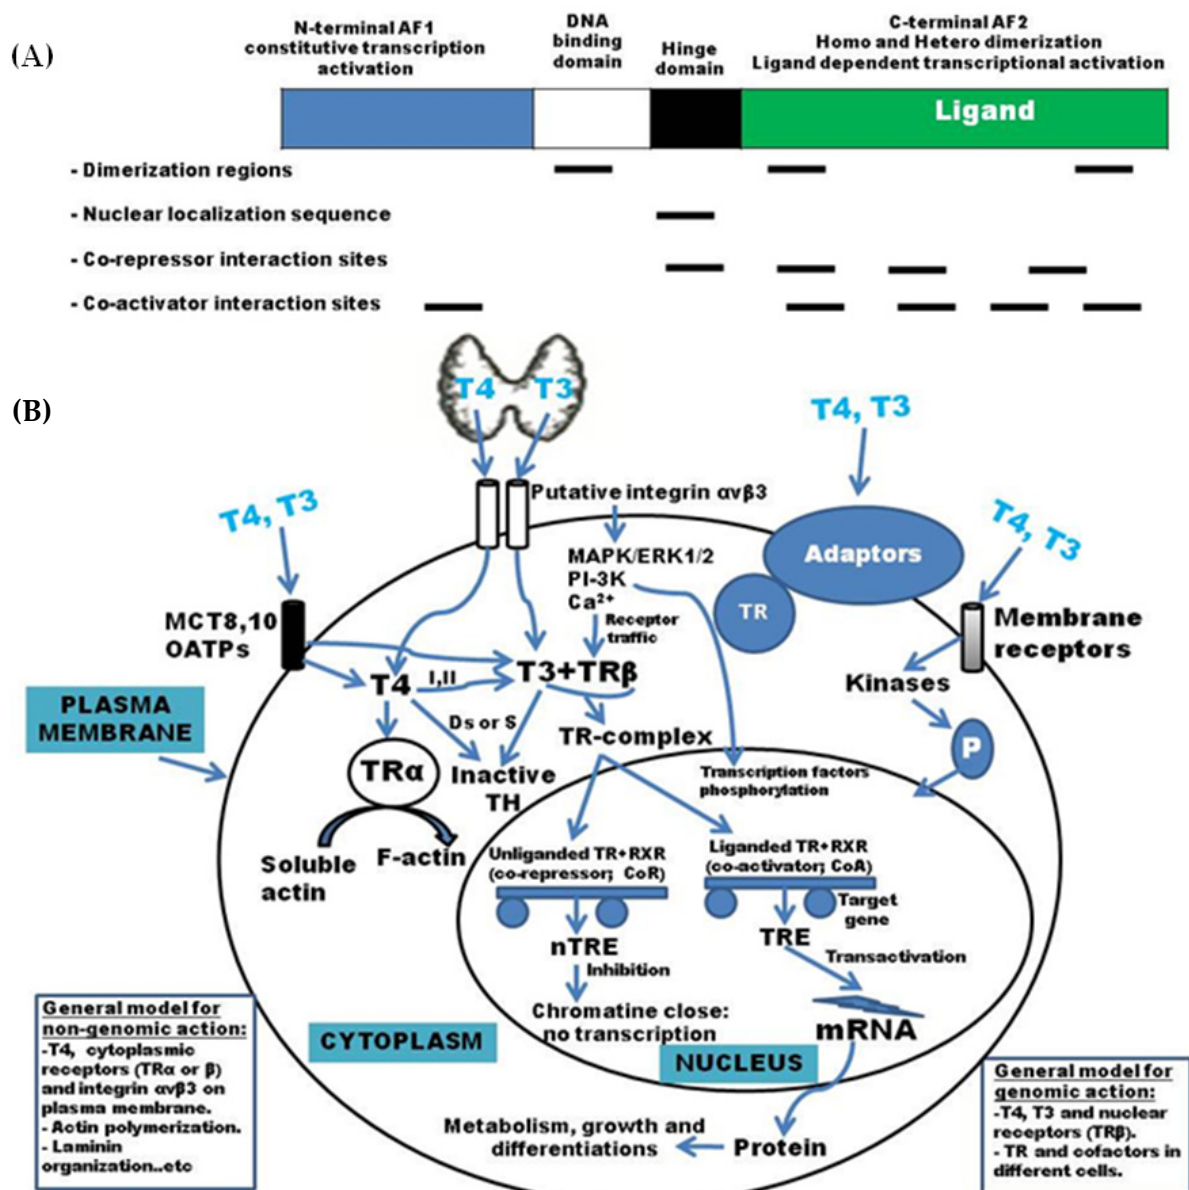 (A)
N-terminal AF1
constitutive transcription
activation
DNA
binding
domain
Hinge
domain
C-terminal AF2
Homo and Hetero dimerization
Ligand dependent transcriptional activation
Ligand
- Dimerization regions
- Nuclear localization sequence
- Co-repressor interaction sites
- Co-activator interaction sites
(B)
T4 T3
T4, T3
T4, T3
T4, T3
Putative integrin αvβ3
MAPK/ERK1/2
PI-3K
Ca²⁺
Receptor
traffic
Adaptors
TR
MCT8,10
OATPs
Membrane
receptors
Kinases
P
PLASMA
MEMBRANE
T4
I,II
T3+TRβ
Ds or S
TR-complex
TRα
Inactive
TH
Soluble
actin
F-actin
Transcription factors
phosphorylation
Unliganded TR+RXR
(co-repressor; CoR)
Liganded TR+RXR
(co-activator; CoA)
Target
gene
nTRE
TRE
Inhibition
Transactivation
Chromatine close:
no transcription
mRNA
CYTOPLASM
NUCLEUS
Metabolism, growth and
differentiations
Protein
General model for
non-genomic action:
-T4, cytoplasmic
receptors (TRα or β)
and integrin αvβ3 on
plasma membrane.
- Actin polymerization.
- Laminin
organization..etc
General model for
genomic action:
-T4, T3 and nuclear
receptors (TRβ).
- TR and cofactors in
different cells.